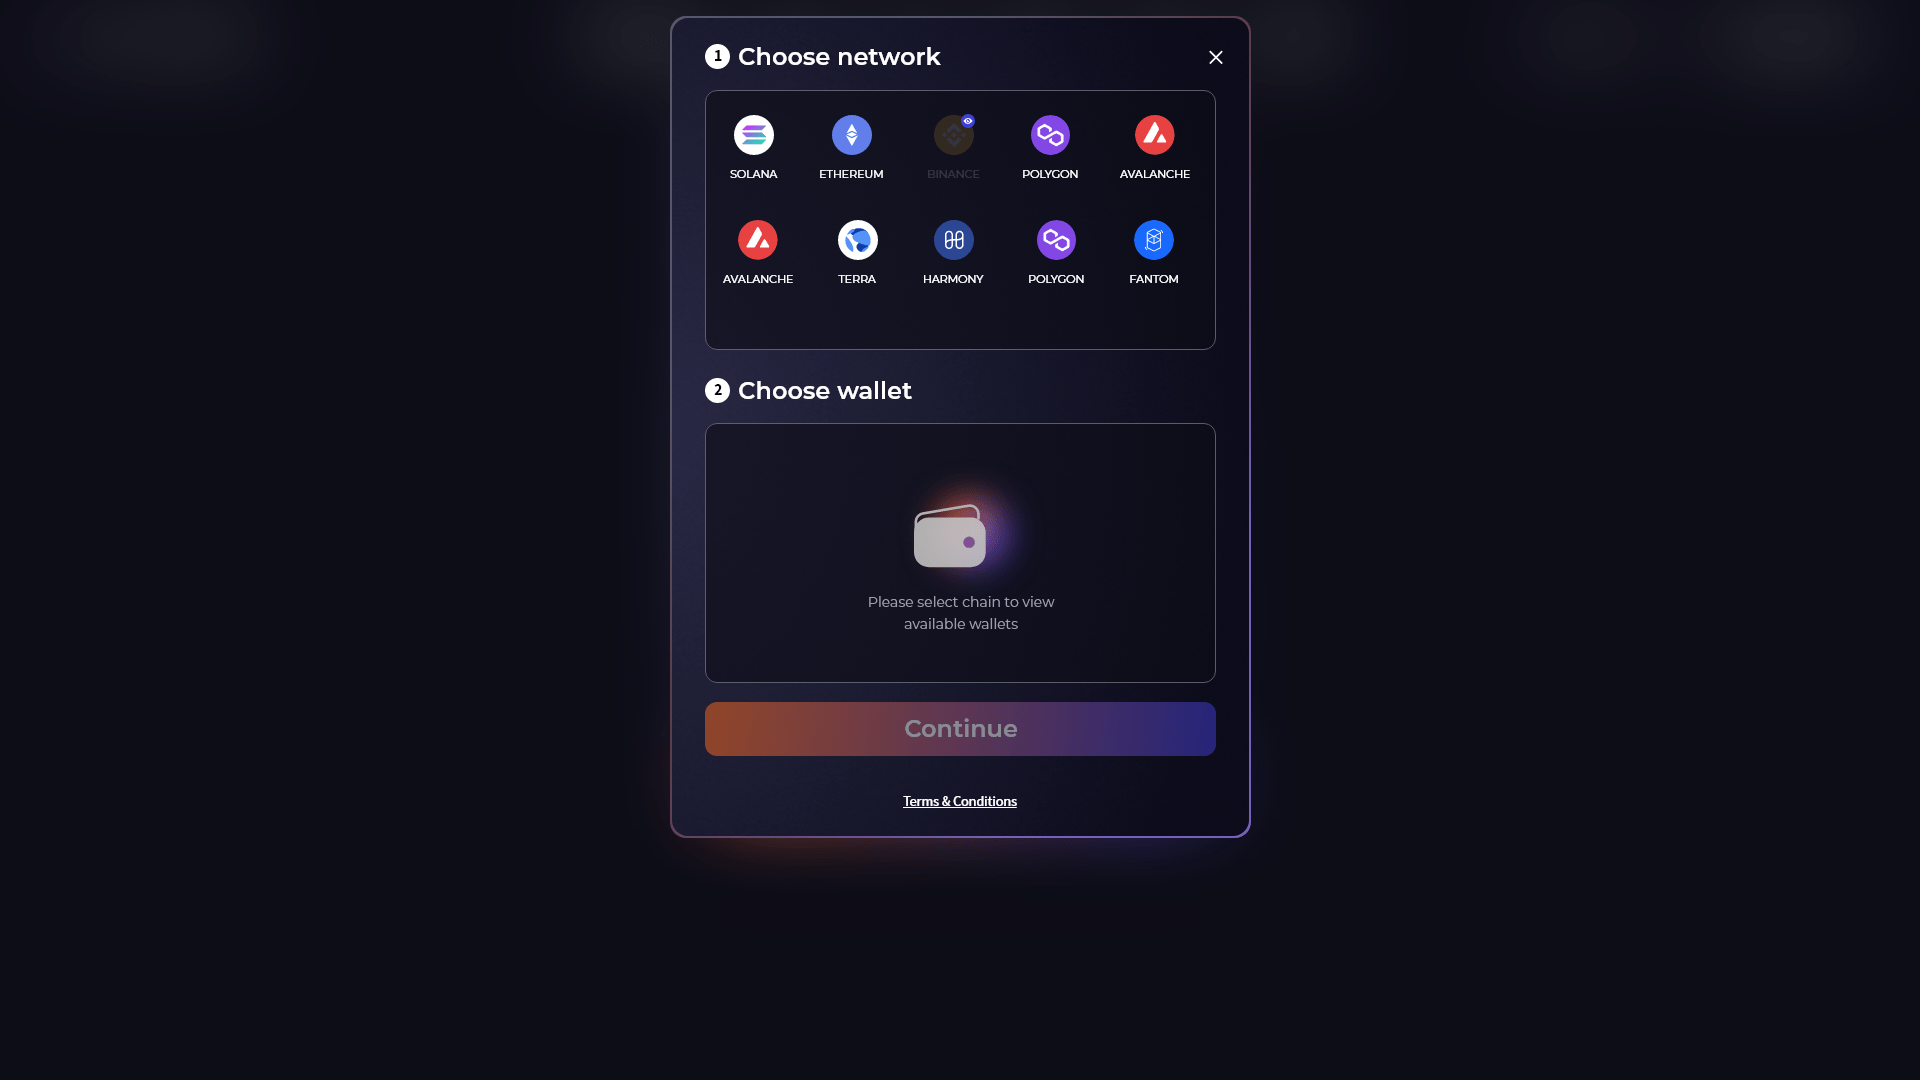 1 Choose network
SOLANA
ETHEREUM
BINANCE
POLYGON
AVALANCHE
AVALANCHE
TERRA
HARMONY
POLYGON
FANTOM
2 Choose wallet
Please select chain to view
available wallets
Continue
Terms & Conditions